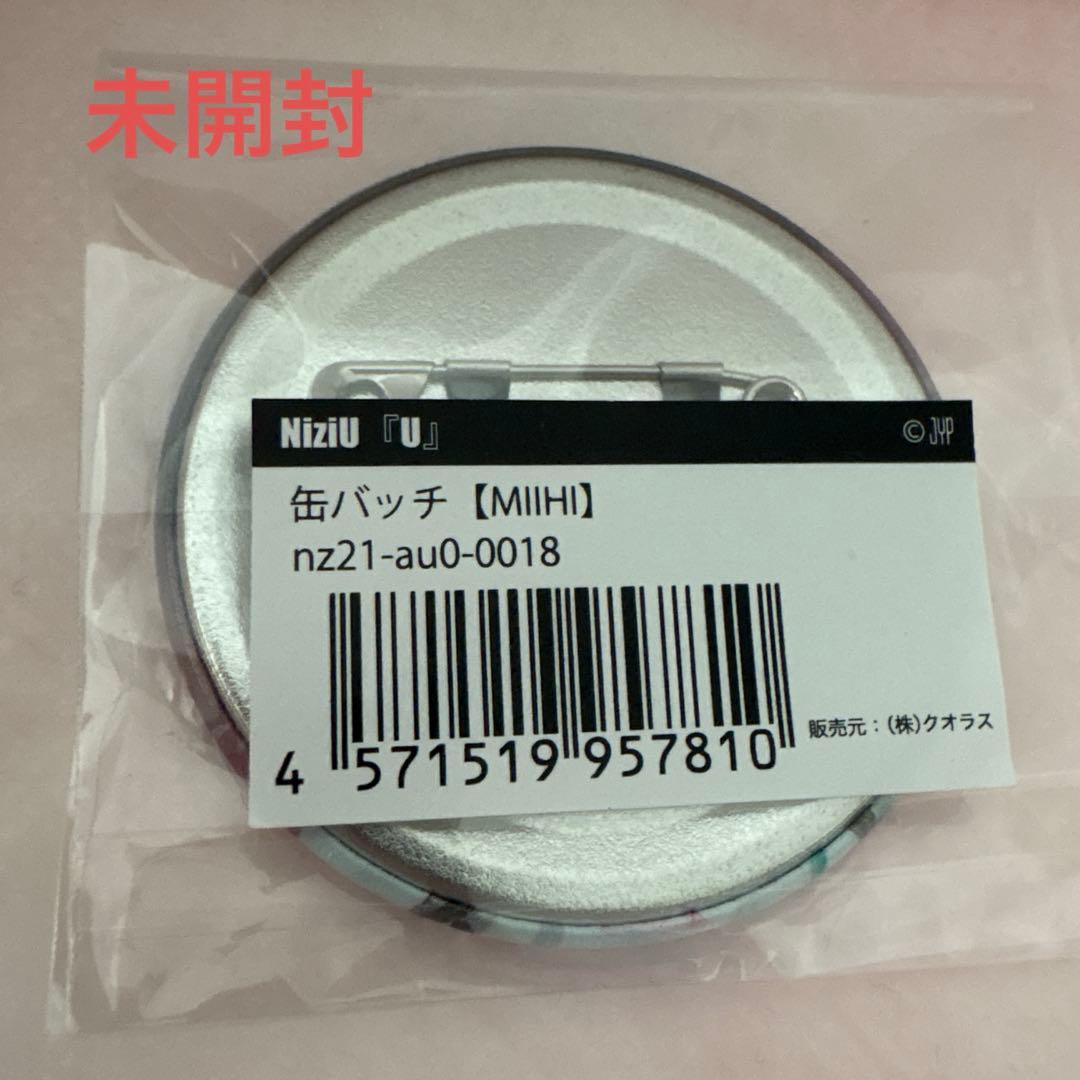 未開封
NiziU 『U』 © JYP
缶バッチ【MIIHI】
nz21-au0-0018
4 571519 957810
販売元：(株)クオラス